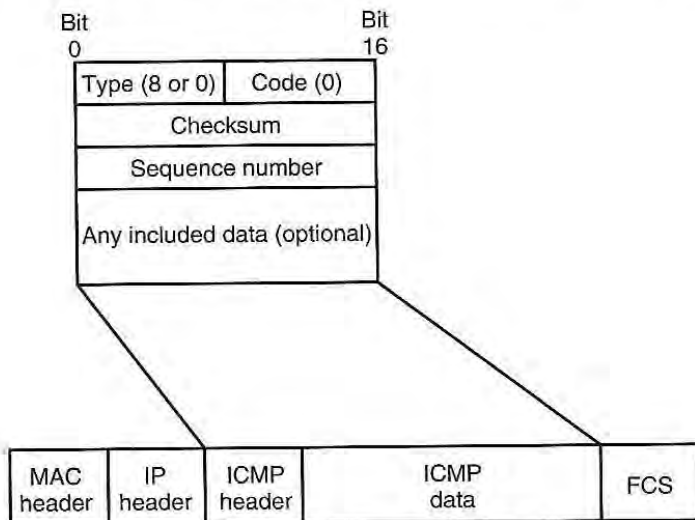 Bit Bit
0 16
Type (8 or 0) Code (0)
Checksum
Sequence number
Any included data (optional)
MAC IP ICMP ICMP FCS
header header header data